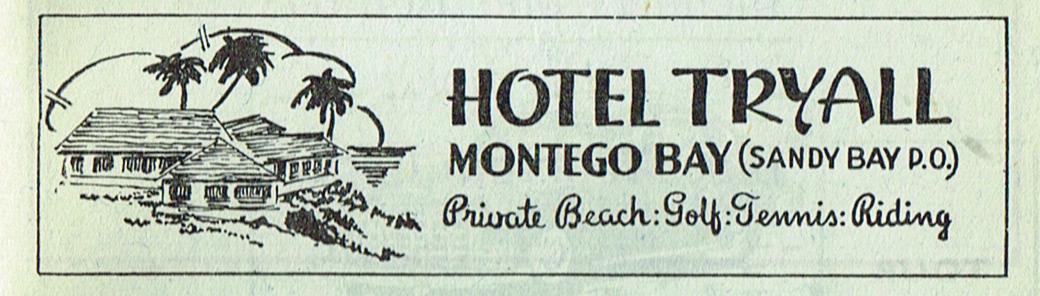 HOTEL TRYALL
MONTEGO BAY (SANDY BAY P.O.)
Private Beach: Golf: Tennis: Riding